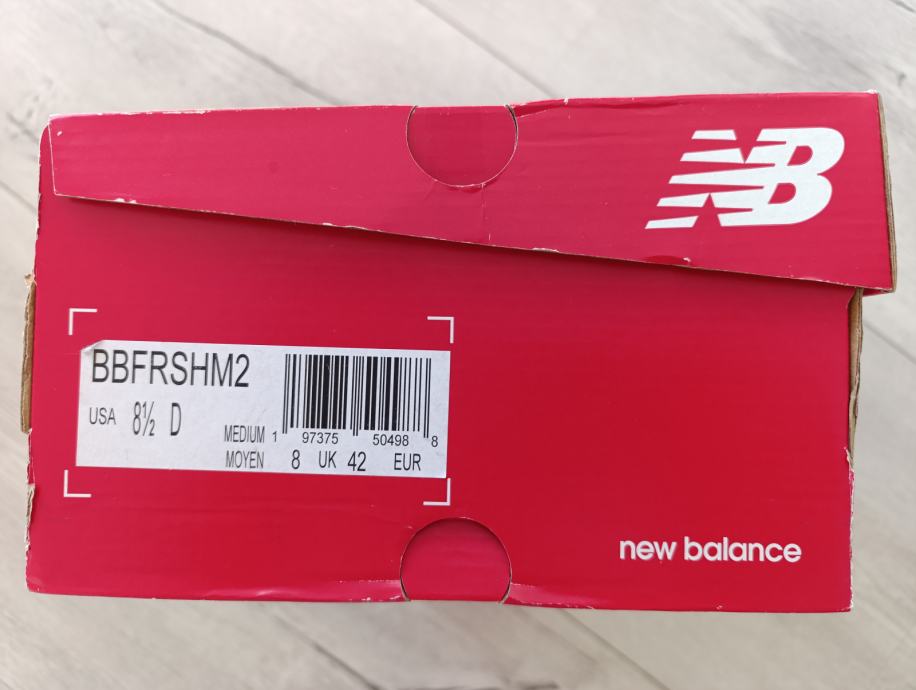 NB
BBFRSHM2
USA 8½ D
MEDIUM 1 97375 50498 8
MOYEN 8 UK 42 EUR
new balance